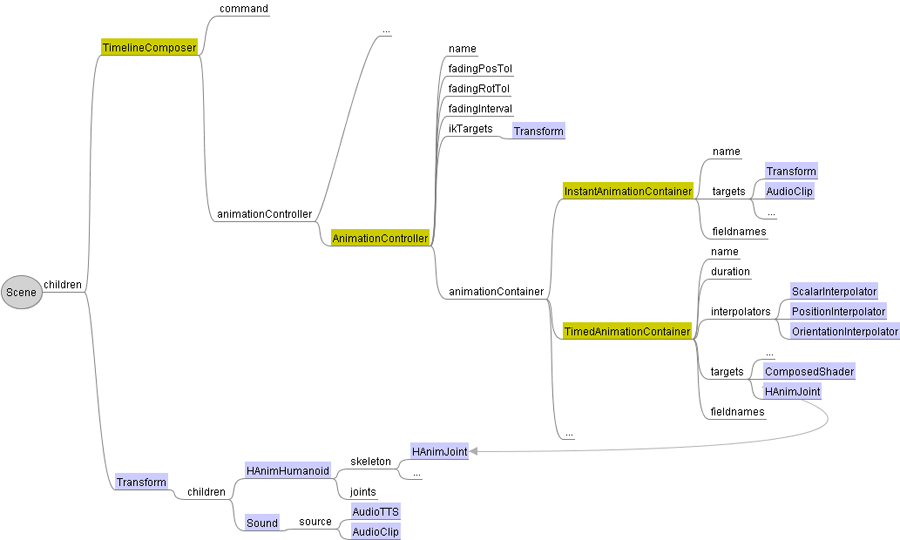 command
TimelineComposer
...
name
fadingPosTol
fadingRotTol
fadingInterval
ikTargets
Transform
animationController
AnimationController
animationContainer
InstantAnimationContainer
name
targets
Transform
AudioClip
...
fieldnames
TimedAnimationContainer
name
duration
interpolators
ScalarInterpolator
PositionInterpolator
OrientationInterpolator
targets
...
ComposedShader
HAnimJoint
fieldnames
...
Scene
children
Transform
children
HAnimHumanoid
skeleton
HAnimJoint
...
joints
Sound
source
AudioTTS
AudioClip